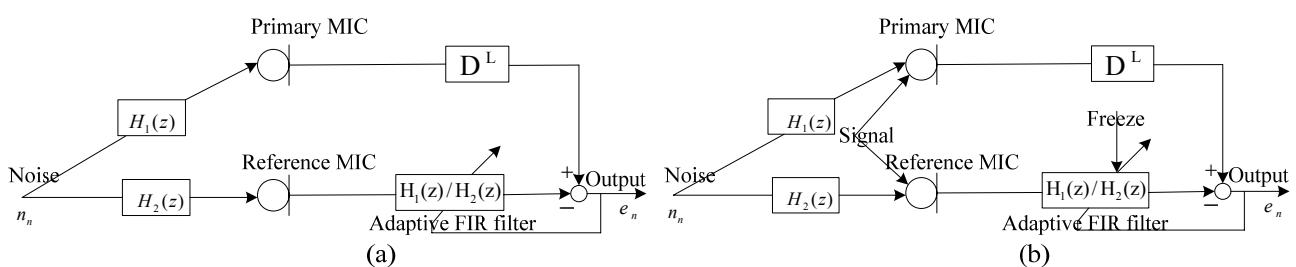 Primary MIC
D^L
H₁(z)
Noise
Reference MIC
+
Output
n_n
H₂(z)
H₁(z)/H₂(z)
−
e_n
Adaptive FIR filter
(a)
Primary MIC
D^L
H₁(z)
Signal
Freeze
Noise
Reference MIC
+
Output
n_n
H₂(z)
H₁(z)/H₂(z)
−
e_n
Adaptive FIR filter
(b)